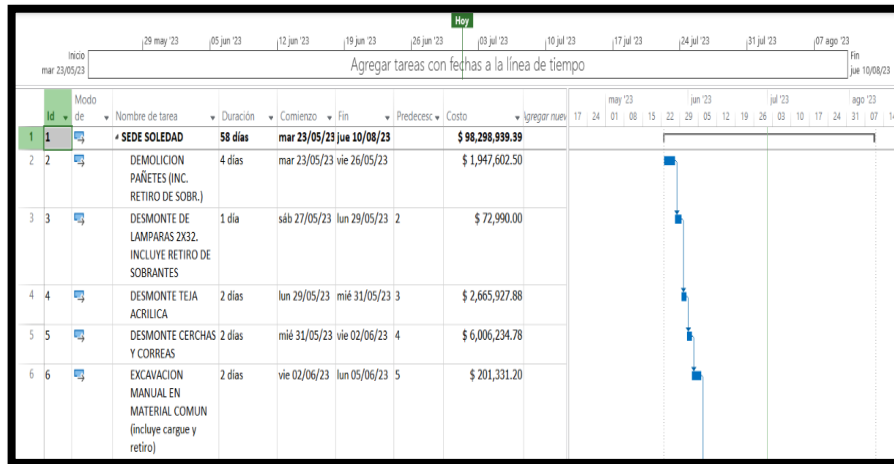 Hoy
29 may '23 05 jun '23 12 jun '23 19 jun '23 26 jun '23 03 jul '23 10 jul '23 17 jul '23 24 jul '23 31 jul '23 07 ago '23
Inicio
mar 23/05/23
Agregar tareas con fechas a la línea de tiempo
Fin
jue 10/08/23
Id
Modo de
Nombre de tarea
Duración
Comienzo
Fin
Predecesc
Costo
Agregar nuev
may '23 jun '23 jul '23 ago '23
17 24 01 08 15 22 29 05 12 19 26 03 10 17 24 31 07 14
1 1 SEDE SOLEDAD 58 días mar 23/05/23 jue 10/08/23 $ 98,298,939.39
2 2 DEMOLICION 4 días mar 23/05/23 vie 26/05/23 $ 1,947,602.50
PAÑETES (INC.
RETIRO DE SOBR.)
3 3 DESMONTE DE 1 día sáb 27/05/23 lun 29/05/23 2 $ 72,990.00
LAMPARAS 2X32.
INCLUYE RETIRO DE
SOBRANTES
4 4 DESMONTE TEJA 2 días lun 29/05/23 mié 31/05/23 3 $ 2,665,927.88
ACRILICA
5 5 DESMONTE CERCHAS 2 días mié 31/05/23 vie 02/06/23 4 $ 6,006,234.78
Y CORREAS
6 6 EXCAVACION 2 días vie 02/06/23 lun 05/06/23 5 $ 201,331.20
MANUAL EN
MATERIAL COMUN
(incluye cargue y
retiro)